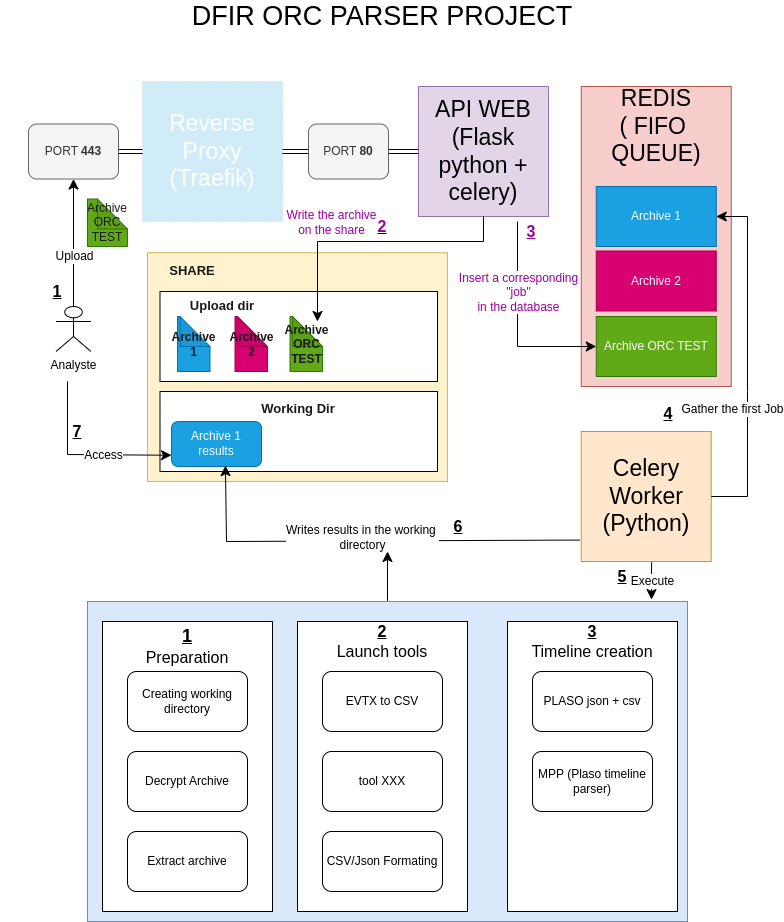 DFIR ORC PARSER PROJECT
PORT 443
Reverse
Proxy
(Traefik)
PORT 80
API WEB
(Flask
python +
celery)
REDIS
( FIFO
QUEUE)
Archive 1
Archive 2
Archive ORC TEST
Archive
ORC
TEST
Upload
1
Analyste
Write the archive
on the share
2
3
Insert a corresponding
"job"
in the database
SHARE
Upload dir
Archive
1
Archive
2
Archive
ORC
TEST
Working Dir
Archive 1
results
7
Access
4
Gather the first Job
Celery
Worker
(Python)
6
Writes results in the working
directory
5
Execute
1
Preparation
Creating working
directory
Decrypt Archive
Extract archive
2
Launch tools
EVTX to CSV
tool XXX
CSV/Json Formating
3
Timeline creation
PLASO json + csv
MPP (Plaso timeline
parser)